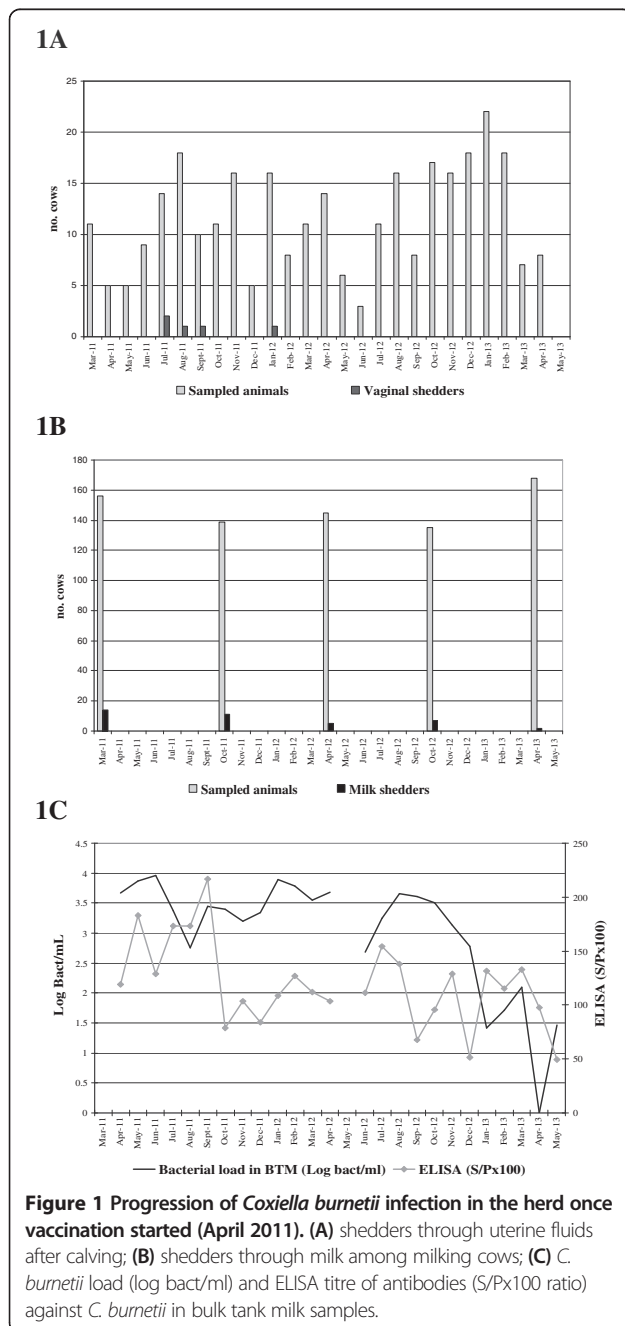 1A
25
20
15
10
5
0
no. cows
Mar-11 Apr-11 May-11 Jun-11 Jul-11 Aug-11 Sept-11 Oct-11 Nov-11 Dec-11 Jan-12 Feb-12 Mar-12 Apr-12 May-12 Jun-12 Jul-12 Aug-12 Sep-12 Oct-12 Nov-12 Dec-12 Jan-13 Feb-13 Mar-13 Apr-13 May-13
Sampled animals Vaginal shedders
1B
180
160
140
120
100
80
60
40
20
0
no. cows
Mar-11 Apr-11 May-11 Jun-11 Jul-11 Aug-11 Sept-11 Oct-11 Nov-11 Dec-11 Jan-12 Feb-12 Mar-12 Apr-12 May-12 Jun-12 Jul-12 Aug-12 Sep-12 Oct-12 Nov-12 Dec-12 Jan-13 Feb-13 Mar-13 Apr-13 May-13
Sampled animals Milk shedders
1C
4.5
4
3.5
3
2.5
2
1.5
1
0.5
0
Log Bact/mL
250
200
150
100
50
0
ELISA (S/Px100)
Mar-11 Apr-11 May-11 Jun-11 Jul-11 Aug-11 Sept-11 Oct-11 Nov-11 Dec-11 Jan-12 Feb-12 Mar-12 Apr-12 May-12 Jun-12 Jul-12 Aug-12 Sep-12 Oct-12 Nov-12 Dec-12 Jan-13 Feb-13 Mar-13 Apr-13 May-13
Bacterial load in BTM (Log bact/ml) ELISA (S/Px100)
Figure 1 Progression of Coxiella burnetii infection in the herd once
vaccination started (April 2011). (A) shedders through uterine fluids
after calving; (B) shedders through milk among milking cows; (C) C.
burnetii load (log bact/ml) and ELISA titre of antibodies (S/Px100 ratio)
against C. burnetii in bulk tank milk samples.